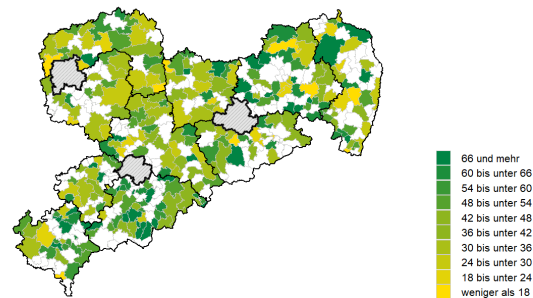 66 und mehr
60 bis unter 66
54 bis unter 60
48 bis unter 54
42 bis unter 48
36 bis unter 42
30 bis unter 36
24 bis unter 30
18 bis unter 24
weniger als 18